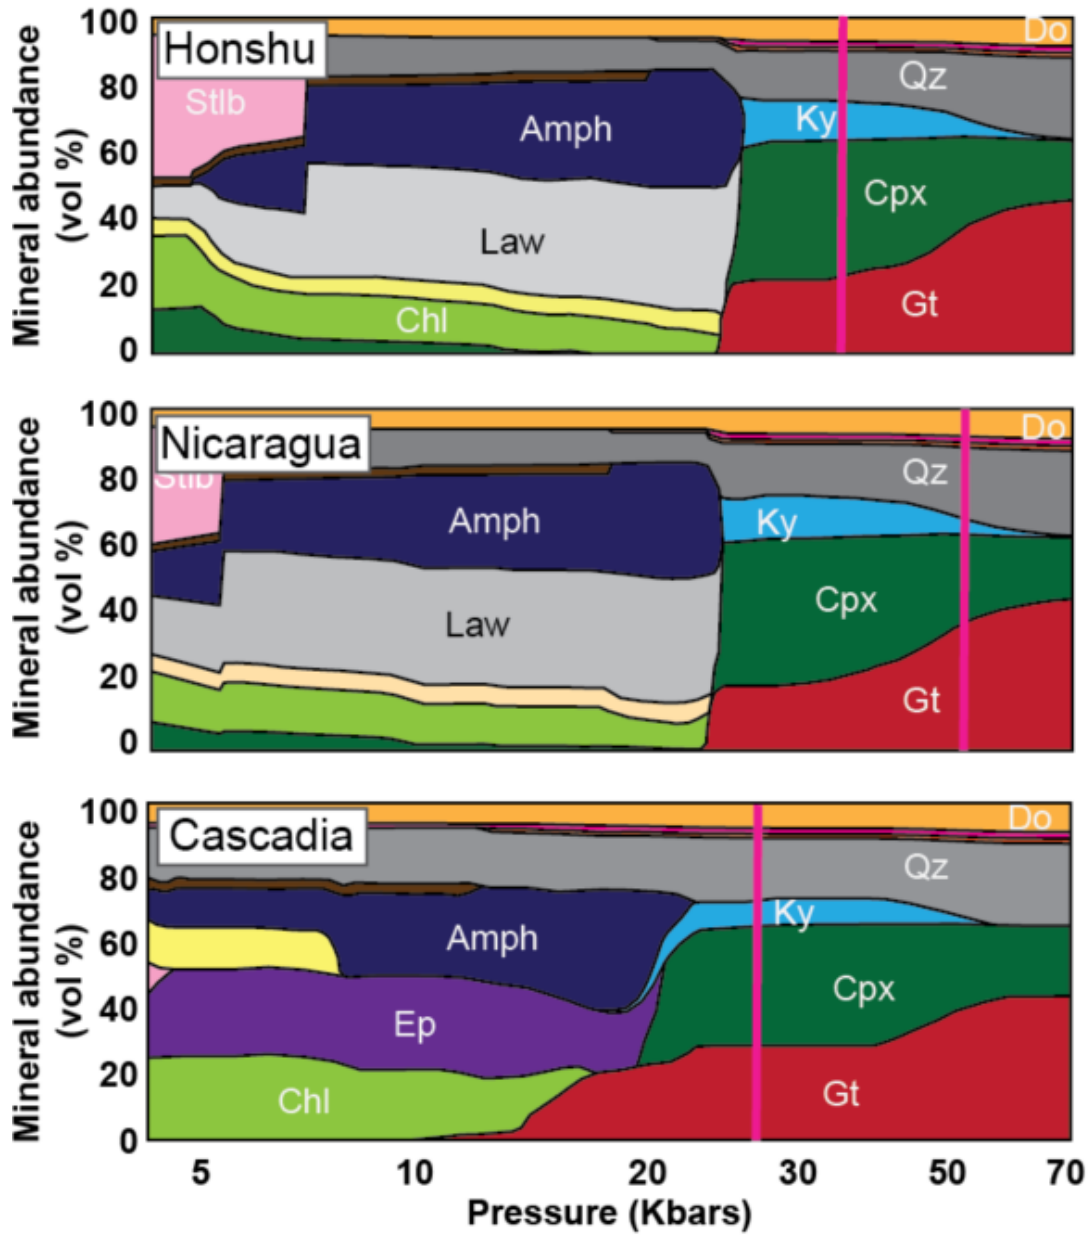 Mineral abundance
(vol %)
100
80
60
40
20
0
Honshu
Do
Stlb
Qz
Ky
Amph
Cpx
Law
Gt
Chl
Mineral abundance
(vol %)
100
80
60
40
20
0
Nicaragua
Do
Stlb
Qz
Amph
Ky
Cpx
Law
Gt
Mineral abundance
(vol %)
100
80
60
40
20
0
Cascadia
Do
Qz
Ky
Amph
Cpx
Ep
Gt
Chl
5 10 20 30 50 70
Pressure (Kbars)